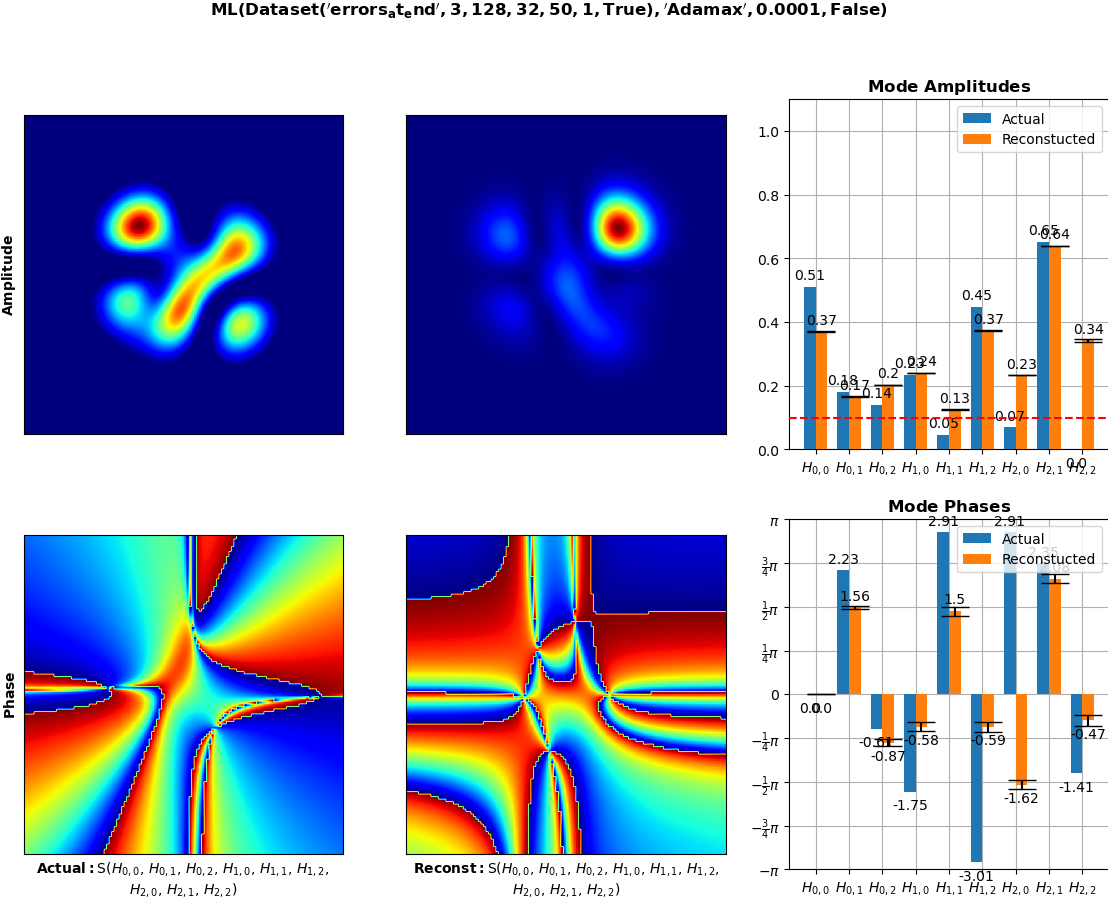 ML(Dataset('errors_at_end', 3, 128, 32, 50, 1, True), 'Adamax', 0.0001, False)
Amplitude
Mode Amplitudes
Actual
Reconstucted
1.0
0.8
0.6
0.4
0.2
0.0
0.51
0.37
0.18
0.17
0.14
0.2
0.23
0.24
0.05
0.13
0.45
0.37
0.07
0.23
0.65
0.64
0.0
0.34
H0,0 H0,1 H0,2 H1,0 H1,1 H1,2 H2,0 H2,1 H2,2
Phase
Mode Phases
Actual
Reconstucted
π
3/4π
1/2π
1/4π
0
−1/4π
−1/2π
−3/4π
−π
0.0
0.0
2.23
1.56
-0.61
-0.87
-1.75
-0.58
2.91
1.5
-3.01
-0.59
2.91
-1.62
2.35
-1.41
-0.47
H0,0 H0,1 H0,2 H1,0 H1,1 H1,2 H2,0 H2,1 H2,2
Actual: S(H0,0, H0,1, H0,2, H1,0, H1,1, H1,2,
H2,0, H2,1, H2,2)
Reconst: S(H0,0, H0,1, H0,2, H1,0, H1,1, H1,2,
H2,0, H2,1, H2,2)